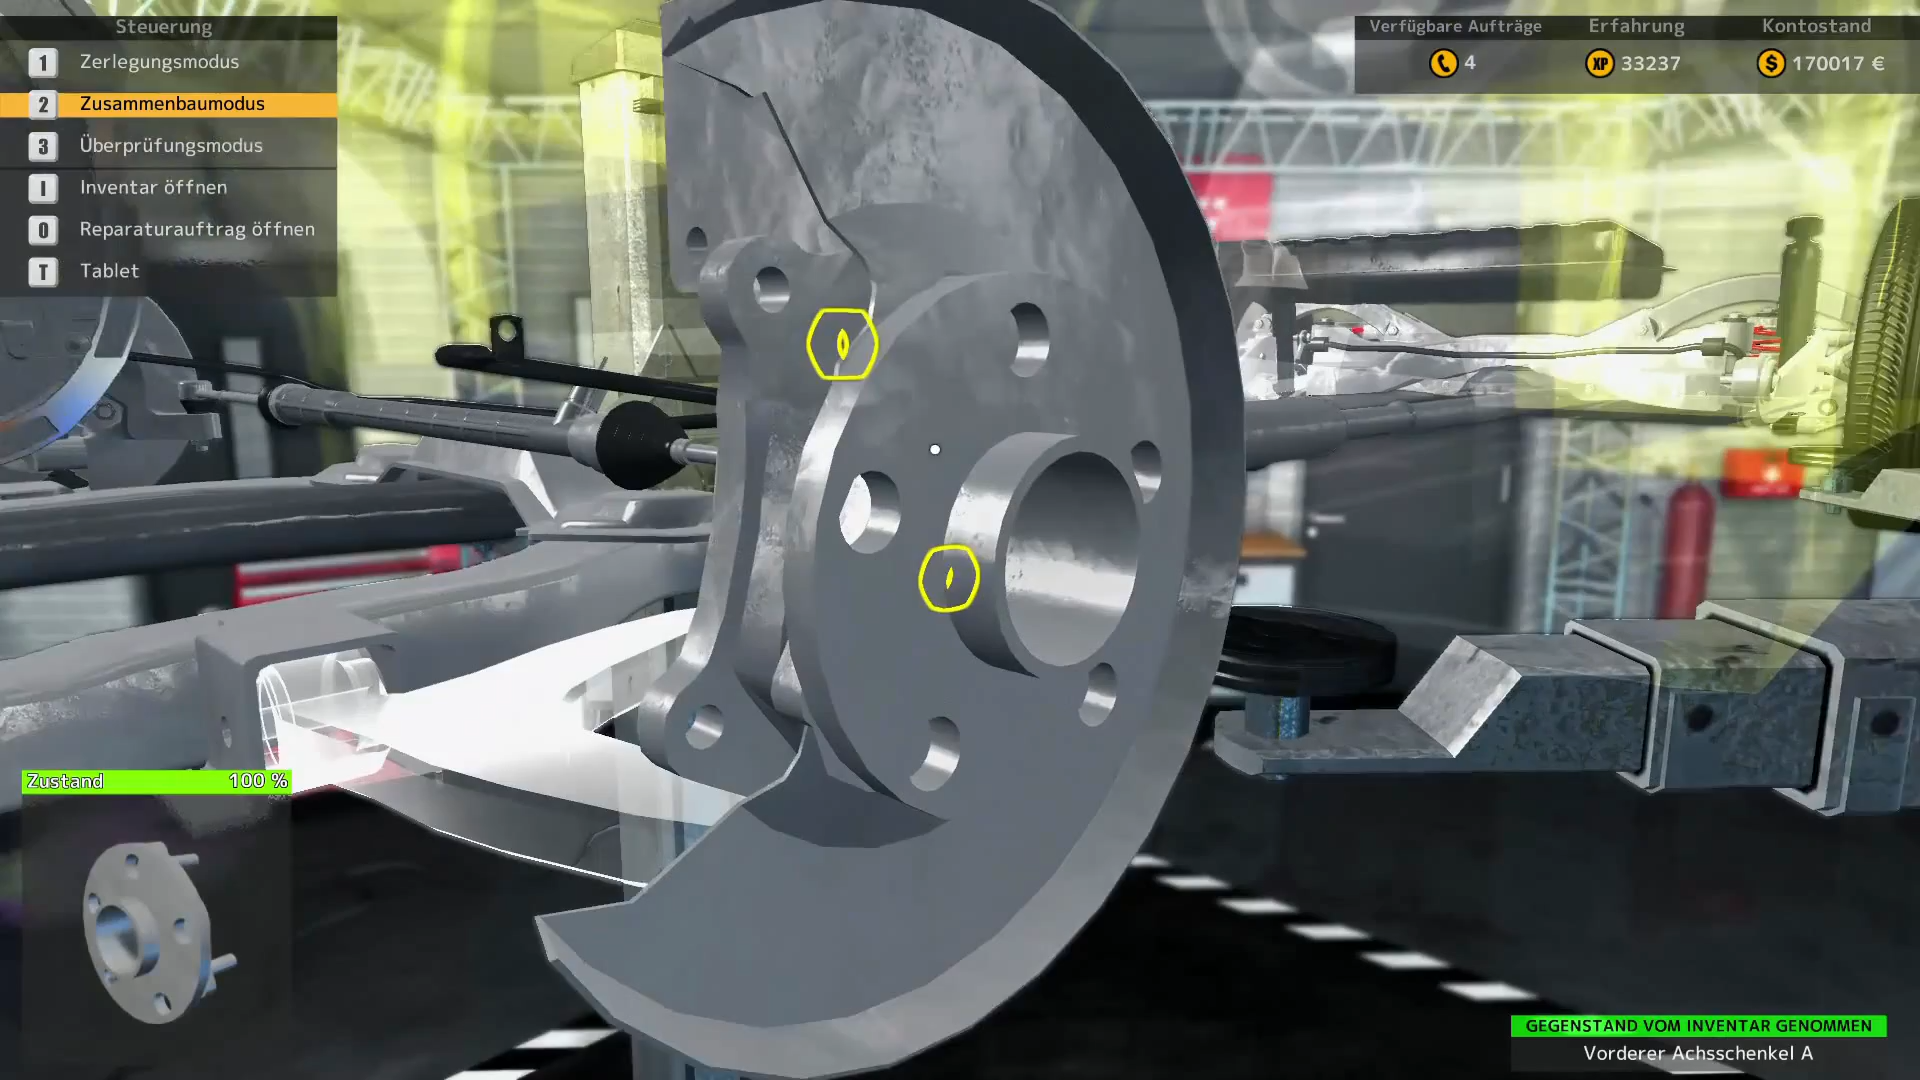 Steuerung
1 Zerlegungsmodus
2 Zusammenbaumodus
3 Überprüfungsmodus
I Inventar öffnen
O Reparaturauftrag öffnen
T Tablet
Verfügbare Aufträge Erfahrung Kontostand
4 XP 33237 $ 170017 €
Zustand 100 %
GEGENSTAND VOM INVENTAR GENOMMEN
Vorderer Achsschenkel A